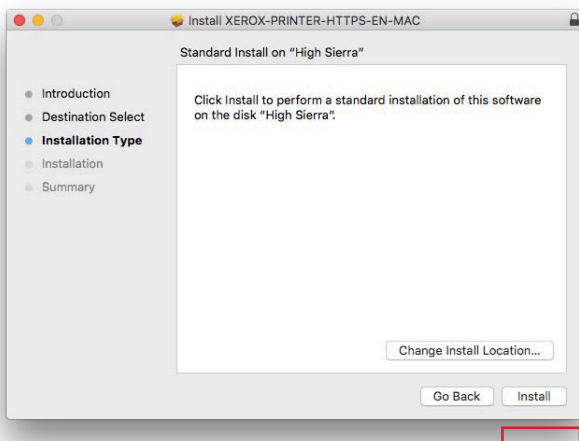 Install XEROX-PRINTER-HTTPS-EN-MAC
Standard Install on “High Sierra”
Introduction
Destination Select
Installation Type
Installation
Summary
Click Install to perform a standard installation of this software
on the disk “High Sierra”.
Change Install Location...
Go Back
Install